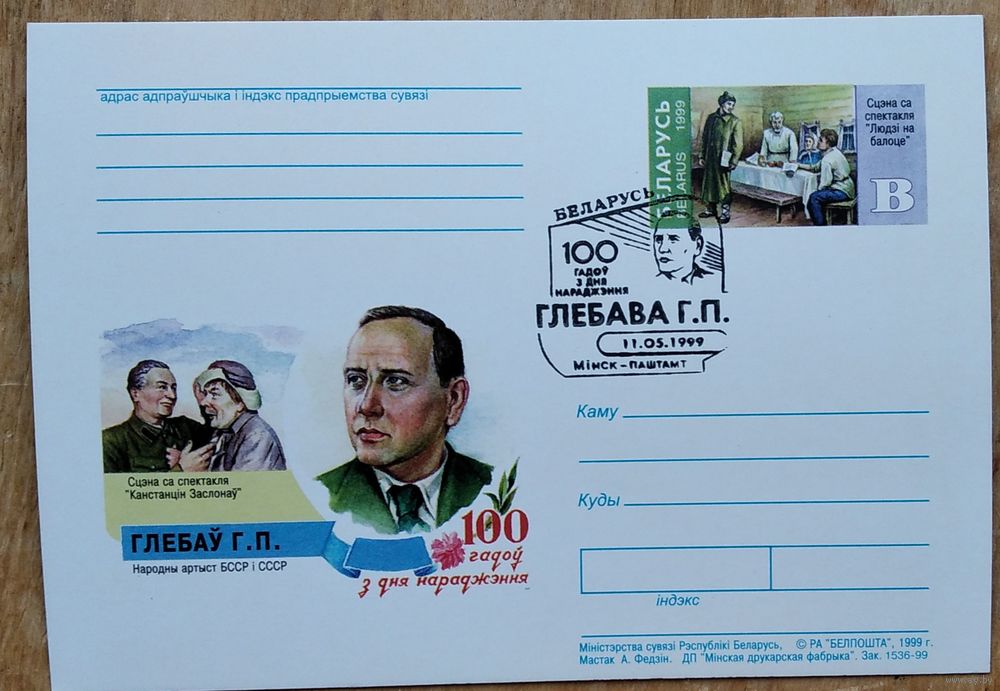 адрас адпраўшчыка і індэкс прадпрыемства сувязі
БЕЛАРУСЬ
BELARUS 1999
Сцэна са
спектакля
"Людзі на
балоце"
B
БЕЛАРУСЬ
100
ГАДОЎ
З ДНЯ
НАРАДЖЭННЯ
ГЛЕБАВА Г.П.
11.05.1999
МІНСК-ПАШТАМТ
Сцэна са спектакля
"Канстанцін Заслонаў"
ГЛЕБАЎ Г.П.
Народны артыст БССР і СССР
100
гадоў
з дня нараджэння
Каму
Куды
індэкс
Міністэрства сувязі Рэспублікі Беларусь, © РА "БЕЛПОШТА", 1999 г.
Мастак А. Федзін. ДП "Мінская друкарская фабрыка". Зак. 1536-99